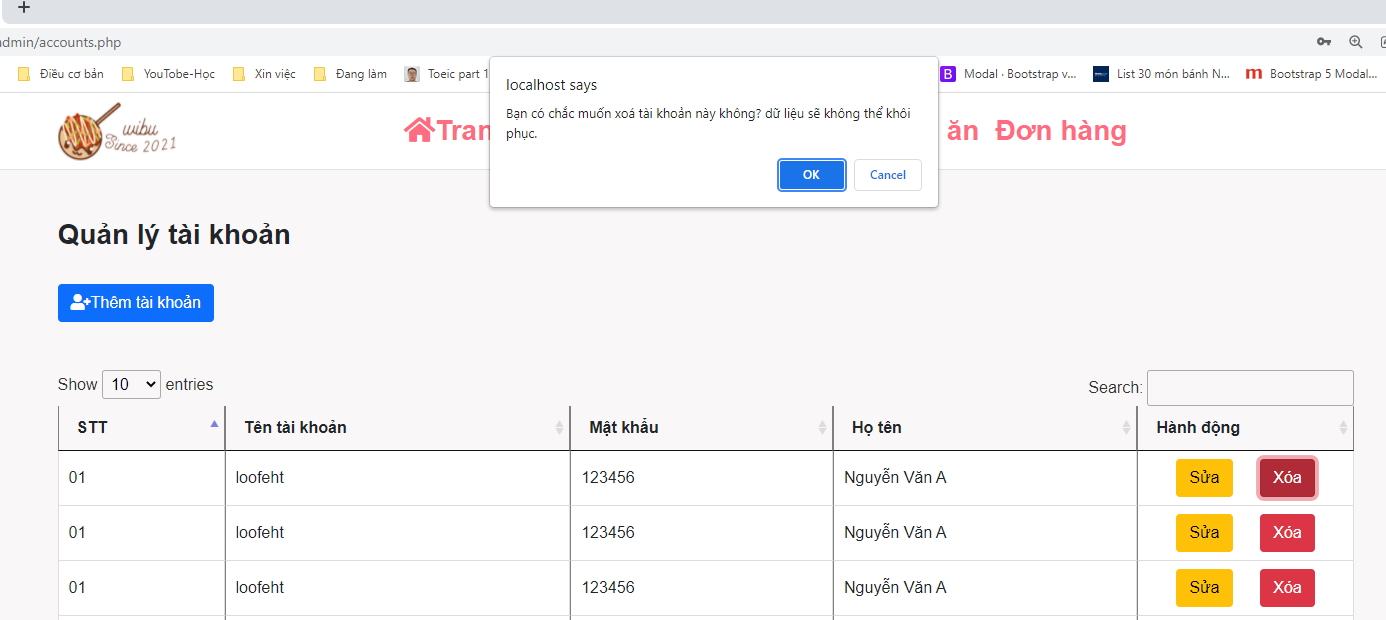 admin/accounts.php
Điều cơ bản YouTobe-Học Xin việc Đang làm Toeic part 1 Modal · Bootstrap v... List 30 món bánh N... Bootstrap 5 Modal...
localhost says
Bạn có chắc muốn xoá tài khoản này không? dữ liệu sẽ không thể khôi
phục.
OK Cancel
wibu
Since 2021
Tran ăn Đơn hàng
Quản lý tài khoản
Thêm tài khoản
Show 10 entries Search:
STT Tên tài khoản Mật khẩu Họ tên Hành động
01 loofeht 123456 Nguyễn Văn A Sửa Xóa
01 loofeht 123456 Nguyễn Văn A Sửa Xóa
01 loofeht 123456 Nguyễn Văn A Sửa Xóa